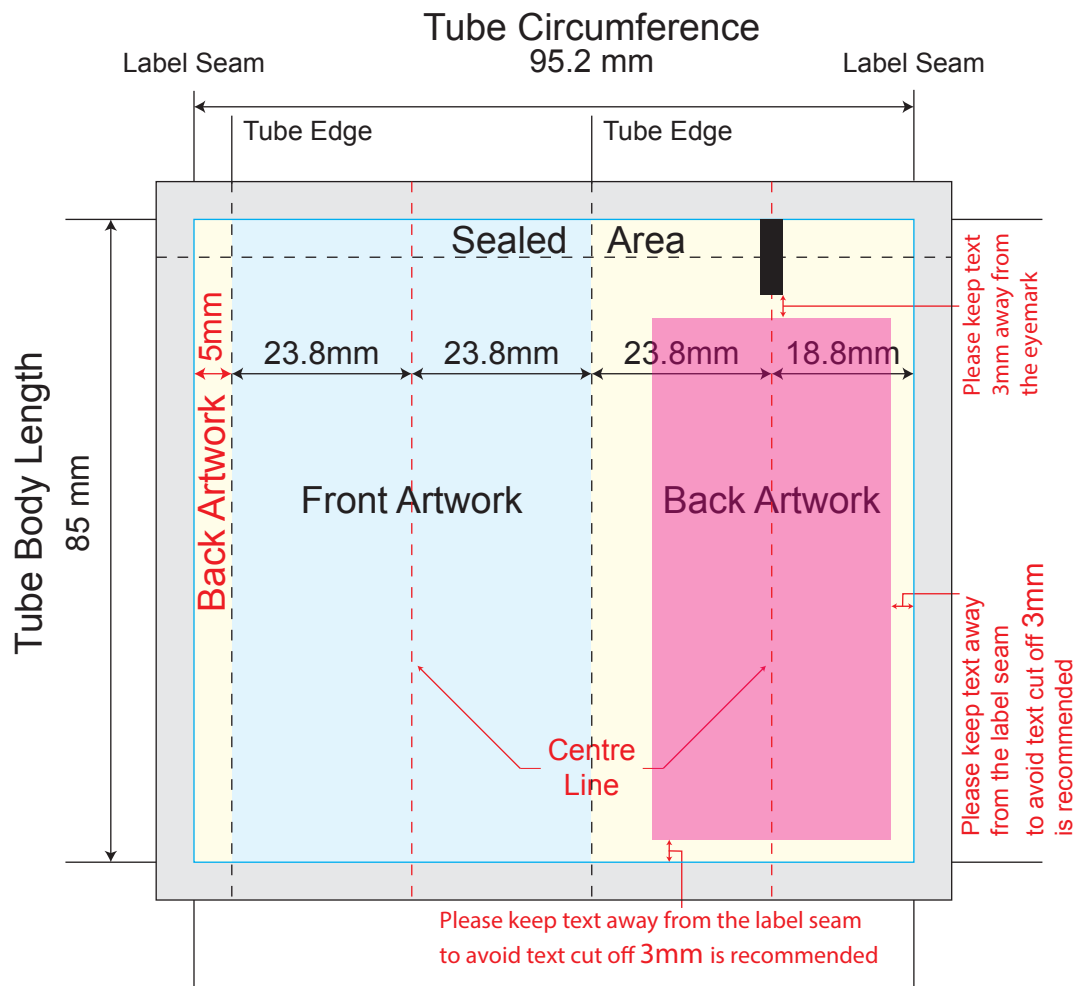 Tube Circumference
95.2 mm
Label Seam
Label Seam
Tube Edge
Tube Edge
Sealed Area
Please keep text
3mm away from
the eyemark
5mm
23.8mm
23.8mm
23.8mm
18.8mm
Tube Body Length
85 mm
Back Artwork
Front Artwork
Back Artwork
Please keep text away
from the label seam
to avoid text cut off 3mm
is recommended
Centre
Line
Please keep text away from the label seam
to avoid text cut off 3mm is recommended